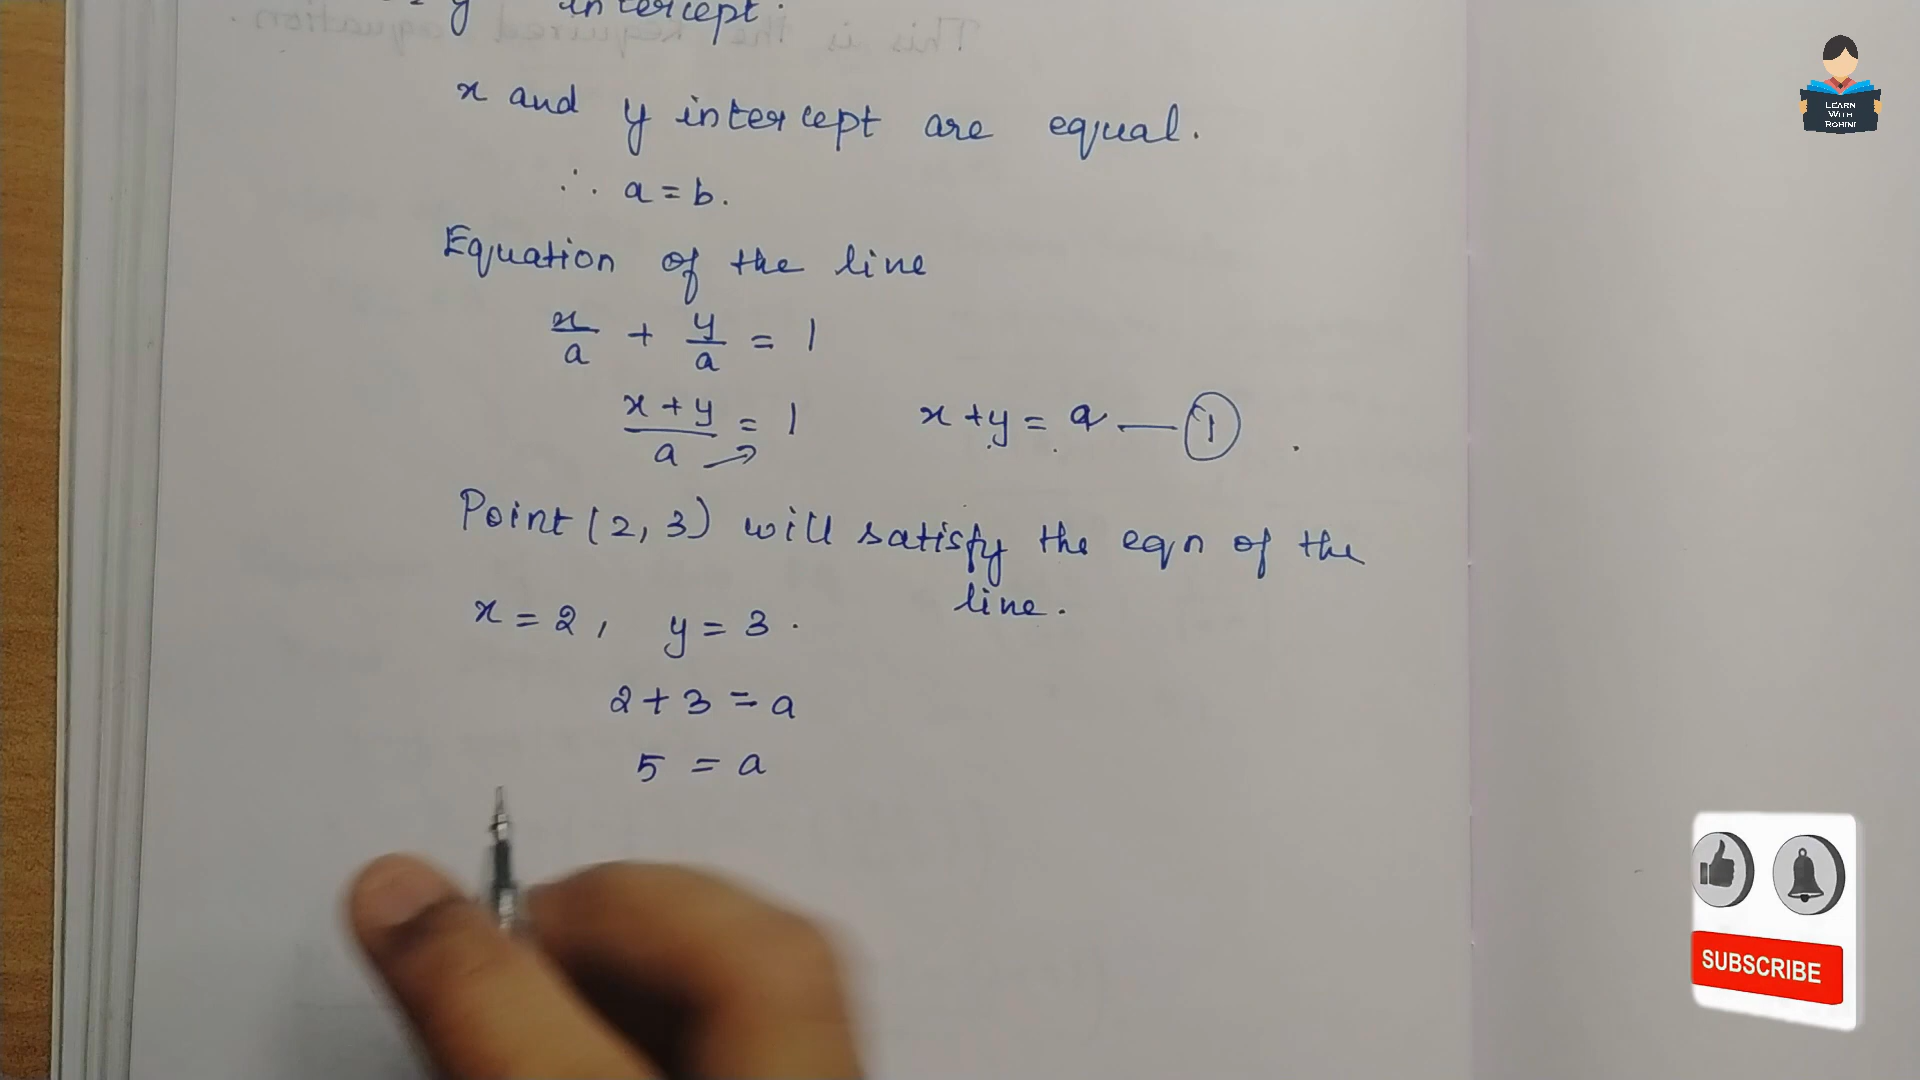 y intercept.
x and y intercept are equal.
∴ a = b.
Equation of the line
x/a + y/a = 1
(x + y)/a = 1    x + y = a — ①
Point (2, 3) will satisfy the eqn of the
line.
x = 2, y = 3.
2 + 3 = a
5 = a
LEARN
WITH
ROHINI
SUBSCRIBE